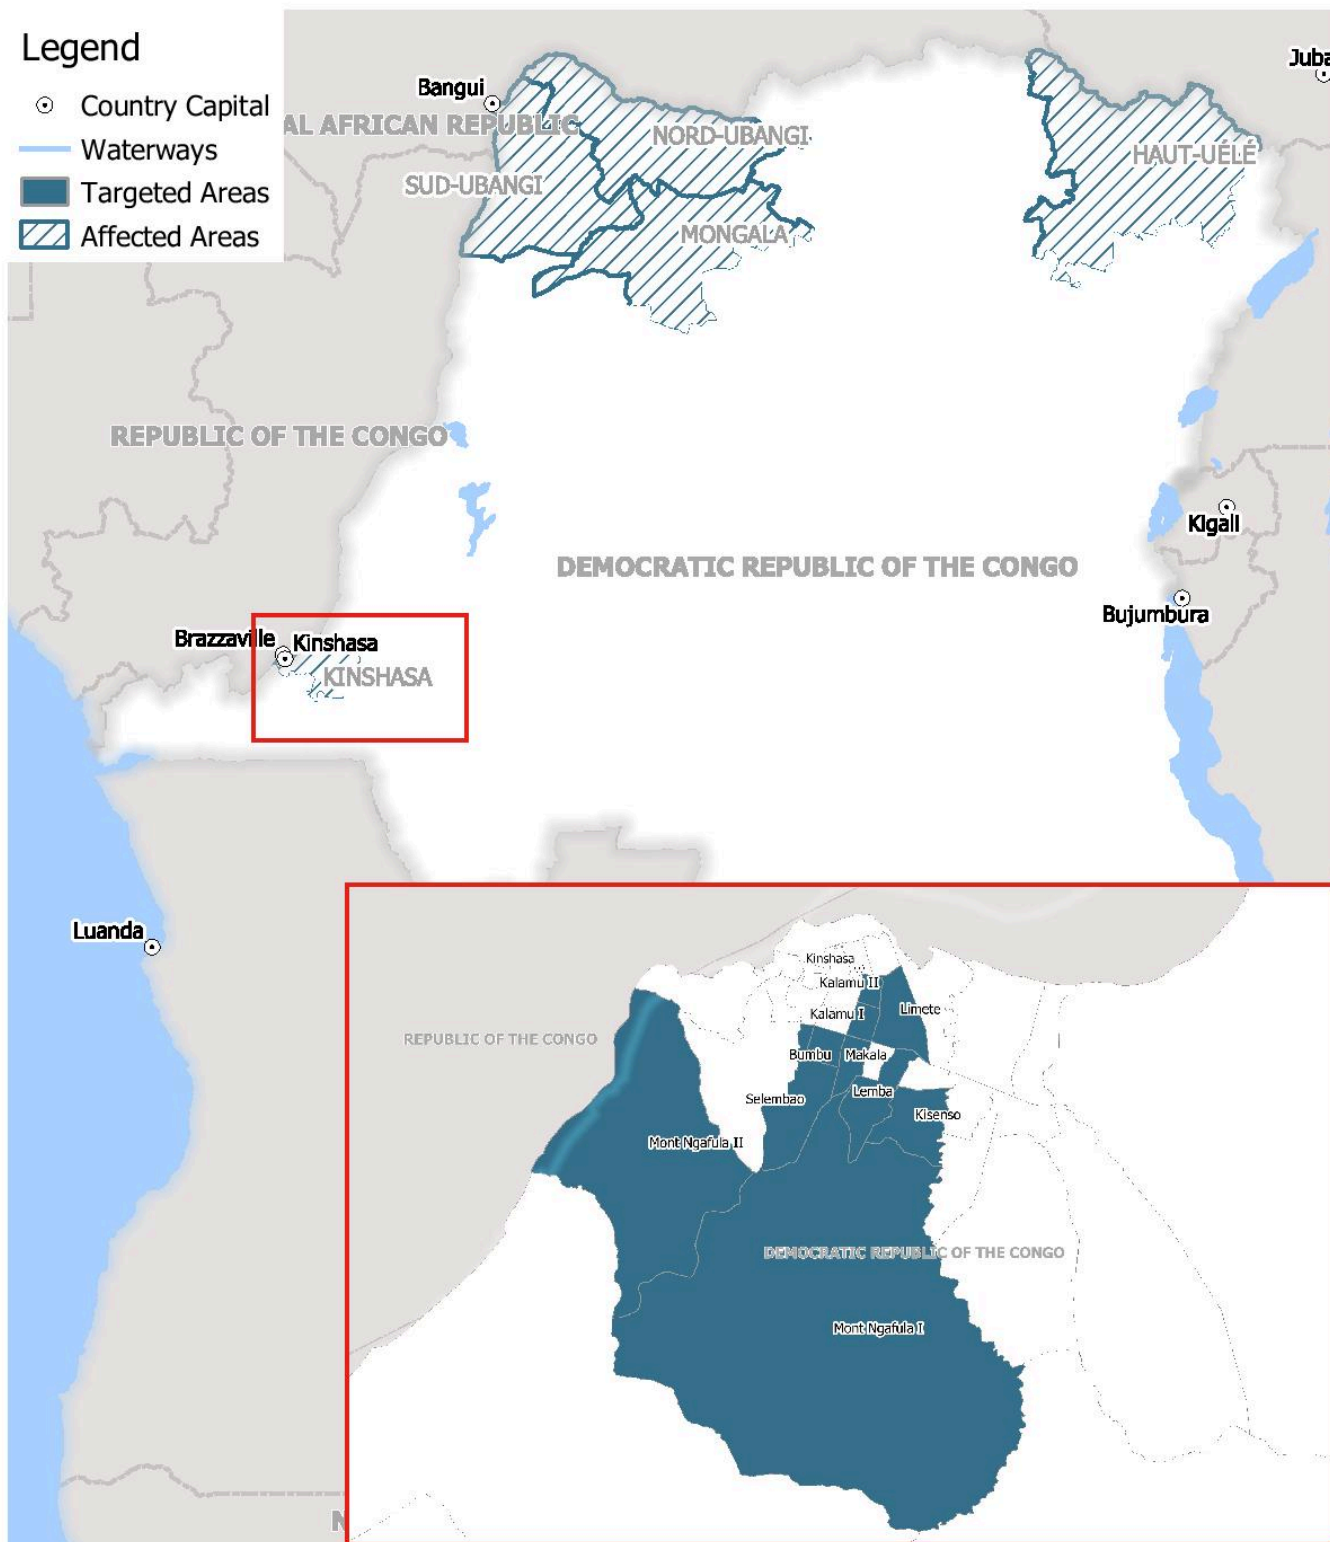 Legend
Country Capital
Waterways
Targeted Areas
Affected Areas
Bangui
Juba
AL AFRICAN REPUBLIC
NORD-UBANGI
HAUT-UÉLÉ
SUD-UBANGI
MONGALA
REPUBLIC OF THE CONGO
Kigali
DEMOCRATIC REPUBLIC OF THE CONGO
Bujumbura
Brazzaville
Kinshasa
KINSHASA
Luanda
N
Kinshasa
Kalamu II
Kalamu I
Limete
REPUBLIC OF THE CONGO
Bumbu
Makala
Lemba
Selembao
Kisenso
Mont Ngafula II
DEMOCRATIC REPUBLIC OF THE CONGO
Mont Ngafula I